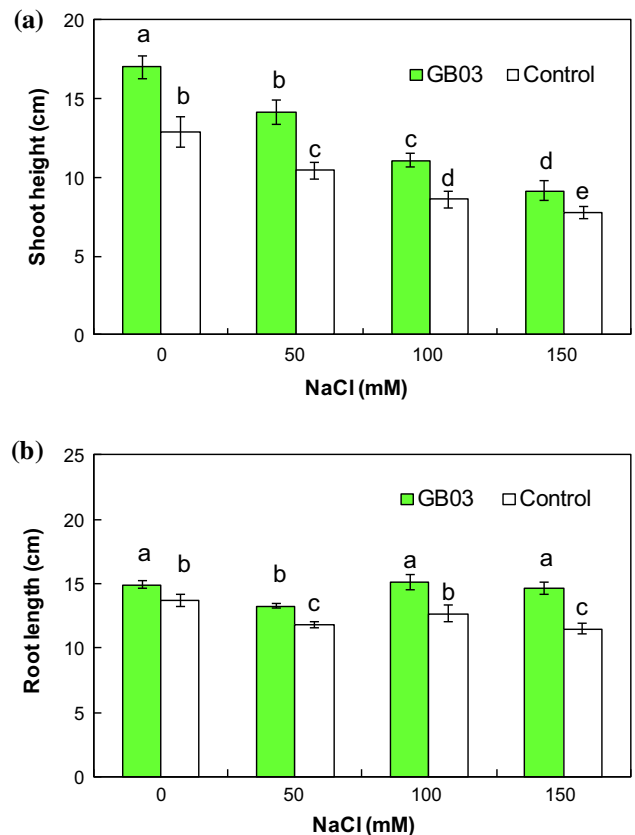 (a)
20
15
10
5
0
Shoot height (cm)
GB03 Control
a b b c c d d e
0 50 100 150
NaCl (mM)
(b)
25
20
15
10
5
0
Root length (cm)
GB03 Control
a b b c a b a c
0 50 100 150
NaCl (mM)